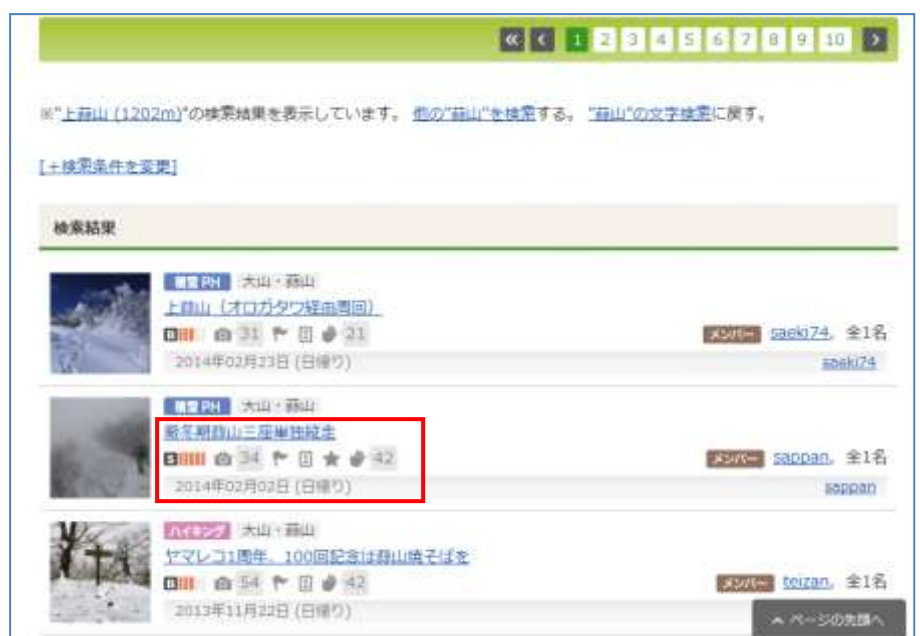 « < 1 2 3 4 5 6 7 8 9 10 >
※"上蒜山 (1202m)"の検索結果を表示しています。 他の"蒜山"を検索する。 "蒜山"の文字検索に戻す。
[+検索条件を変更]
検索結果
積雪PH 大山・蒜山
上蒜山（オロガタワ経由周回）
B 31 21
メンバー saeki74, 全1名
2014年02月23日 (日帰り)
saeki74
積雪PH 大山・蒜山
厳冬期蒜山三座単独縦走
S 34 42
メンバー sappan, 全1名
2014年02月02日 (日帰り)
sappan
ハイキング 大山・蒜山
ヤマレコ1周年、100回記念は蒜山焼そばを
B 54 42
メンバー teizan, 全1名
2013年11月22日 (日帰り)
ページの先頭へ